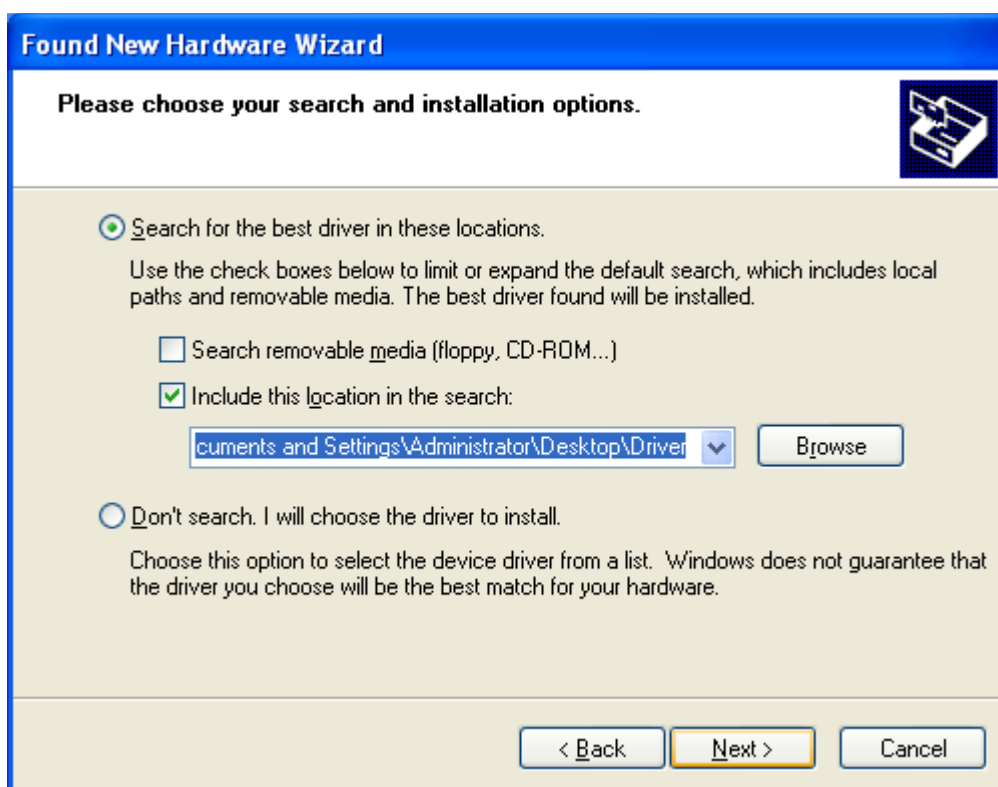 Found New Hardware Wizard
Please choose your search and installation options.
Search for the best driver in these locations.
Use the check boxes below to limit or expand the default search, which includes local
paths and removable media. The best driver found will be installed.
Search removable media (floppy, CD-ROM...)
Include this location in the search:
cuments and Settings\Administrator\Desktop\Driver
Browse
Don't search. I will choose the driver to install.
Choose this option to select the device driver from a list.  Windows does not guarantee that
the driver you choose will be the best match for your hardware.
< Back
Next >
Cancel